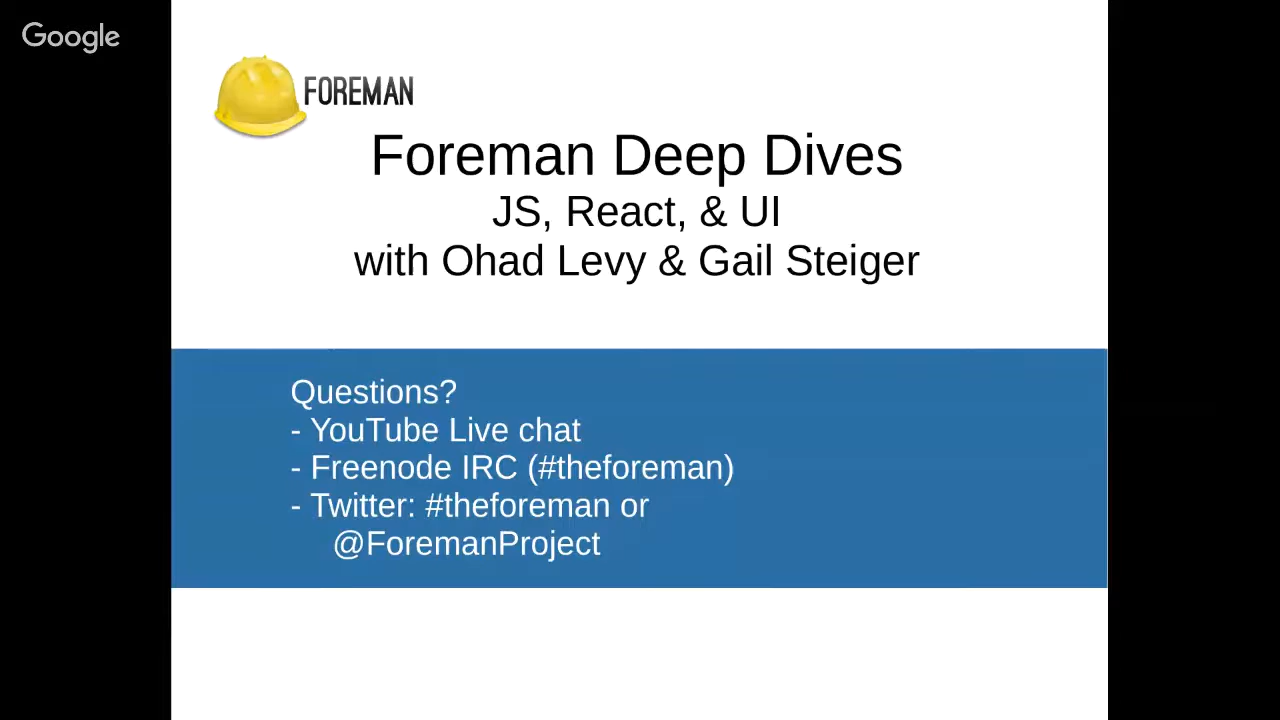 Google
FOREMAN
Foreman Deep Dives
JS, React, & UI
with Ohad Levy & Gail Steiger
Questions?
- YouTube Live chat
- Freenode IRC (#theforeman)
- Twitter: #theforeman or
@ForemanProject